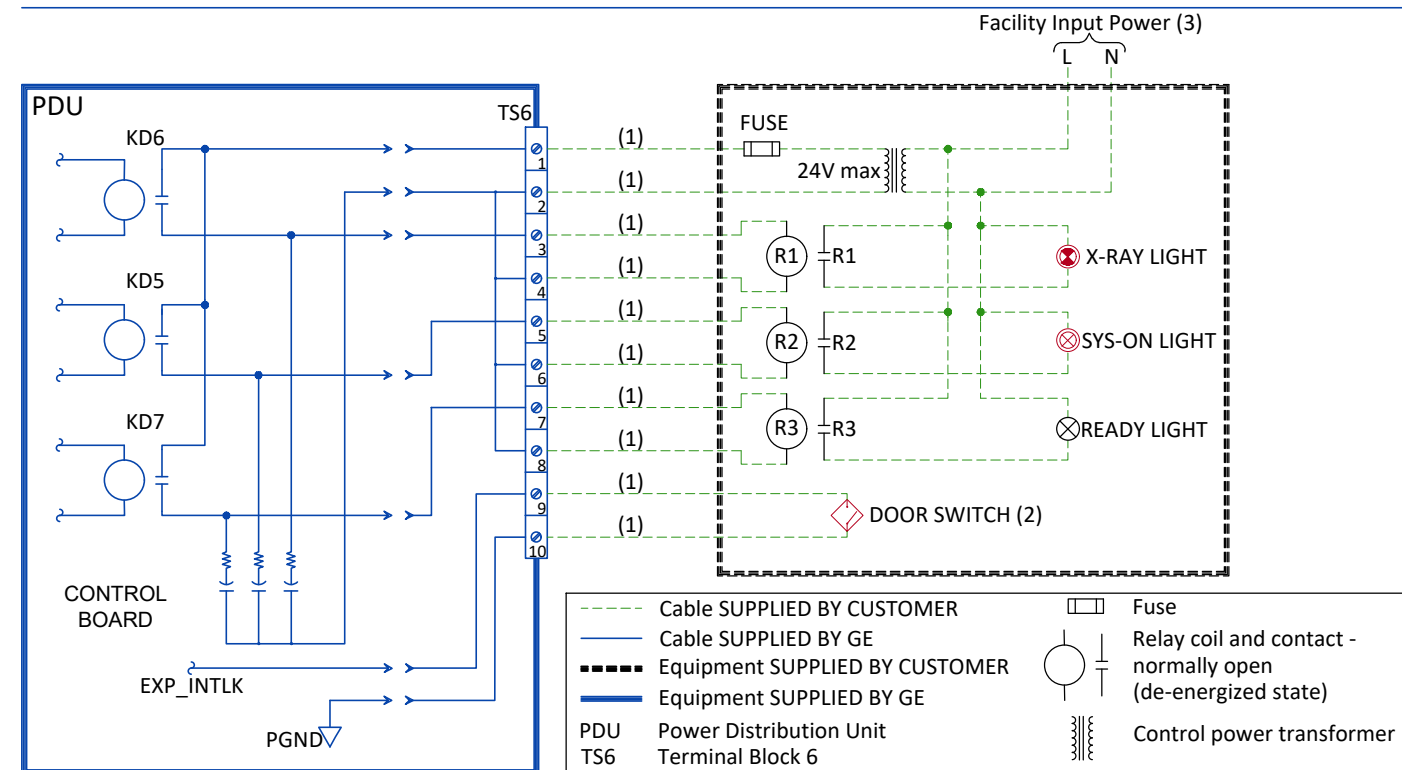 Facility Input Power (3)
L N
PDU
TS6
KD6
KD5
KD7
CONTROL
BOARD
EXP_INTLK
PGND
1
2
3
4
5
6
7
8
9
10
(1)
(1)
(1)
(1)
(1)
(1)
(1)
(1)
(1)
(1)
FUSE
24V max
R1 R1 X-RAY LIGHT
R2 R2 SYS-ON LIGHT
R3 R3 READY LIGHT
DOOR SWITCH (2)
Cable SUPPLIED BY CUSTOMER
Cable SUPPLIED BY GE
Equipment SUPPLIED BY CUSTOMER
Equipment SUPPLIED BY GE
PDU Power Distribution Unit
TS6 Terminal Block 6
Fuse
Relay coil and contact -
normally open
(de-energized state)
Control power transformer